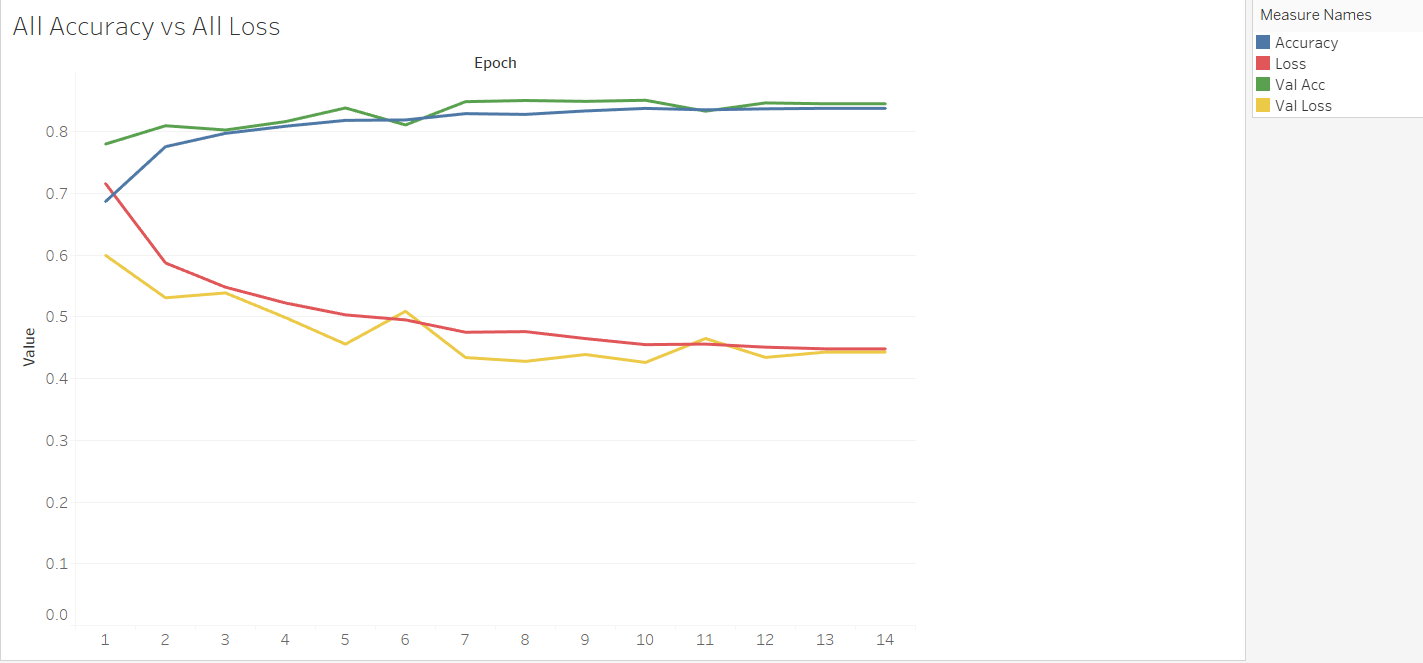 All Accuracy vs All Loss
Epoch
Value
0.8
0.7
0.6
0.5
0.4
0.3
0.2
0.1
0.0
1 2 3 4 5 6 7 8 9 10 11 12 13 14
Measure Names
Accuracy
Loss
Val Acc
Val Loss